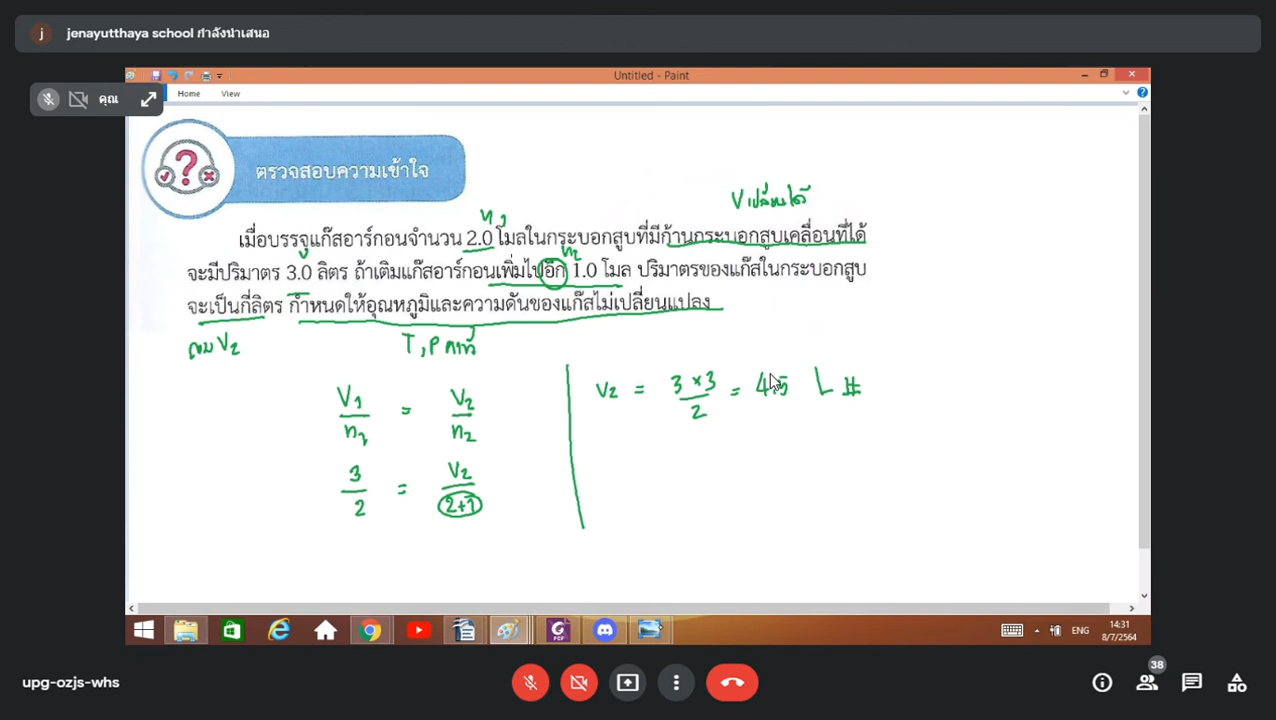 j jenayutthaya school กำลังนำเสนอ
Untitled - Paint
คุณ
Home View
ตรวจสอบความเข้าใจ
V เปลี่ยนได้
n1
เมื่อบรรจุแก๊สอาร์กอนจำนวน 2.0 โมลในกระบอกสูบที่มีก้านกระบอกสูบเคลื่อนที่ได้
n2
จะมีปริมาตร 3.0 ลิตร ถ้าเติมแก๊สอาร์กอนเพิ่มไปอีก 1.0 โมล ปริมาตรของแก๊สในกระบอกสูบ
จะเป็นกี่ลิตร กำหนดให้อุณหภูมิและความดันของแก๊สไม่เปลี่ยนแปลง
ถาม V2
T, P คงที่
V1/n1 = V2/n2
3/2 = V2/(2+1)
V2 = (3×3)/2 = 4.5 L #
ENG
14:31
8/7/2564
upg-ozjs-whs
38